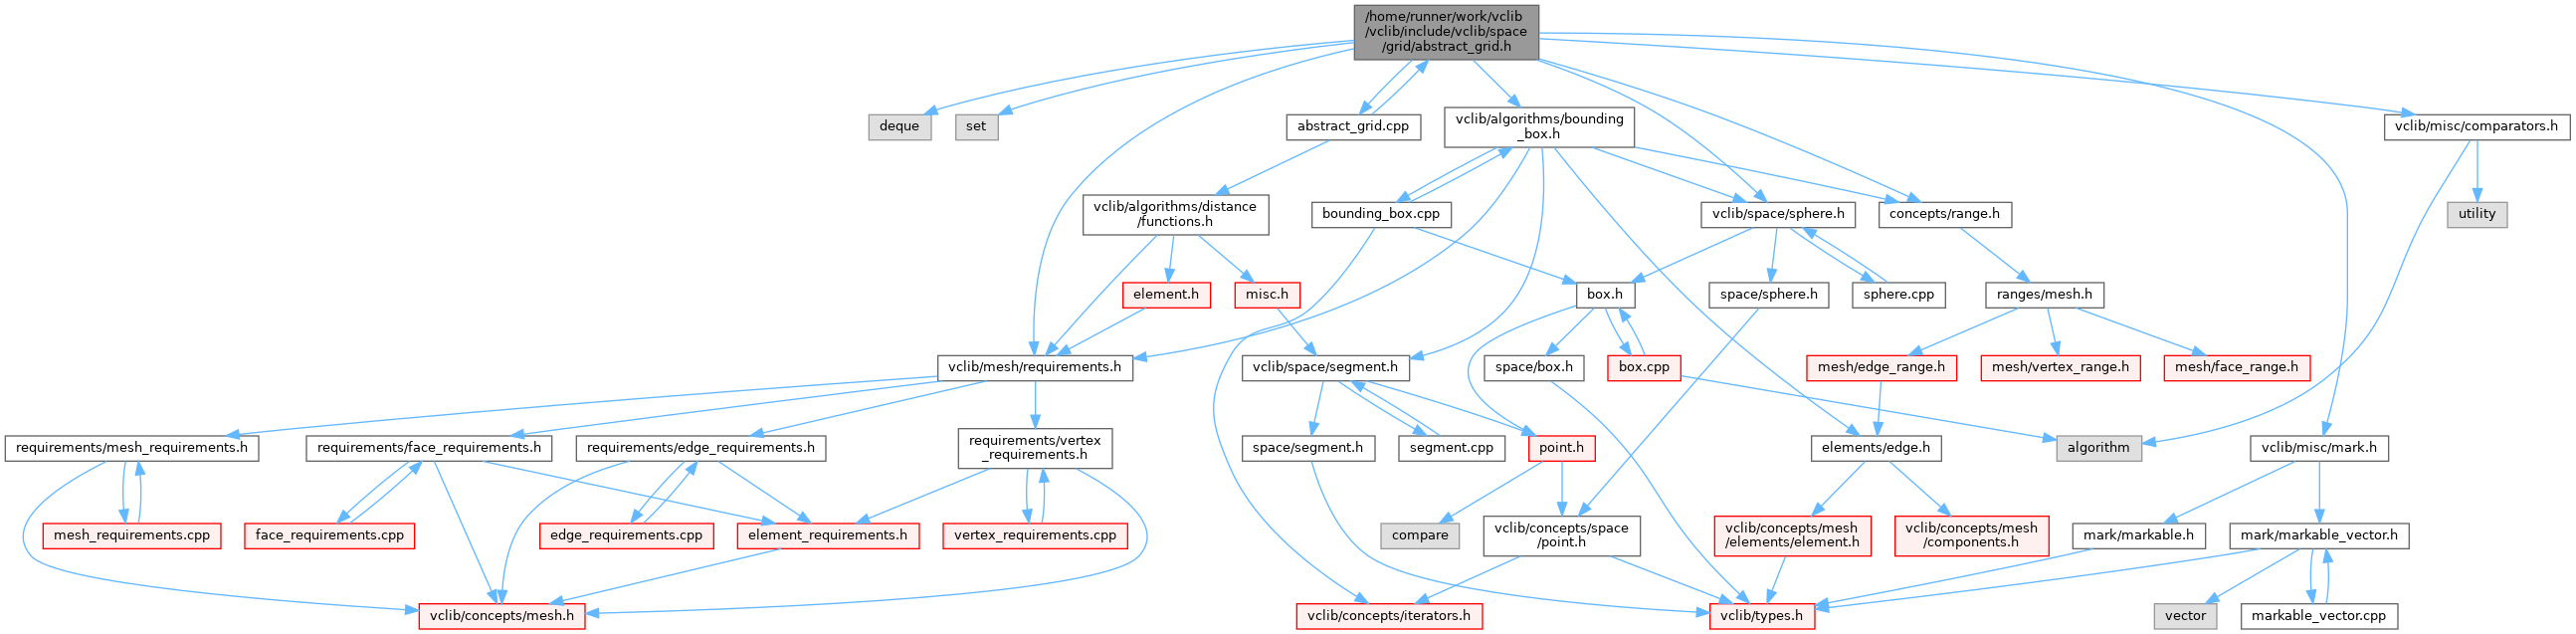 /home/runner/work/vclib
/vclib/include/vclib/space
/grid/abstract_grid.h
deque
set
abstract_grid.cpp
vclib/algorithms/bounding
_box.h
vclib/misc/comparators.h
vclib/algorithms/distance
/functions.h
bounding_box.cpp
vclib/space/sphere.h
concepts/range.h
utility
element.h
misc.h
box.h
space/sphere.h
sphere.cpp
ranges/mesh.h
vclib/mesh/requirements.h
vclib/space/segment.h
space/box.h
box.cpp
mesh/edge_range.h
mesh/vertex_range.h
mesh/face_range.h
requirements/mesh_requirements.h
requirements/face_requirements.h
requirements/edge_requirements.h
requirements/vertex
_requirements.h
space/segment.h
segment.cpp
point.h
elements/edge.h
algorithm
vclib/misc/mark.h
mesh_requirements.cpp
face_requirements.cpp
edge_requirements.cpp
element_requirements.h
vertex_requirements.cpp
compare
vclib/concepts/space
/point.h
vclib/concepts/mesh
/elements/element.h
vclib/concepts/mesh
/components.h
mark/markable.h
mark/markable_vector.h
vclib/concepts/mesh.h
vclib/concepts/iterators.h
vclib/types.h
vector
markable_vector.cpp